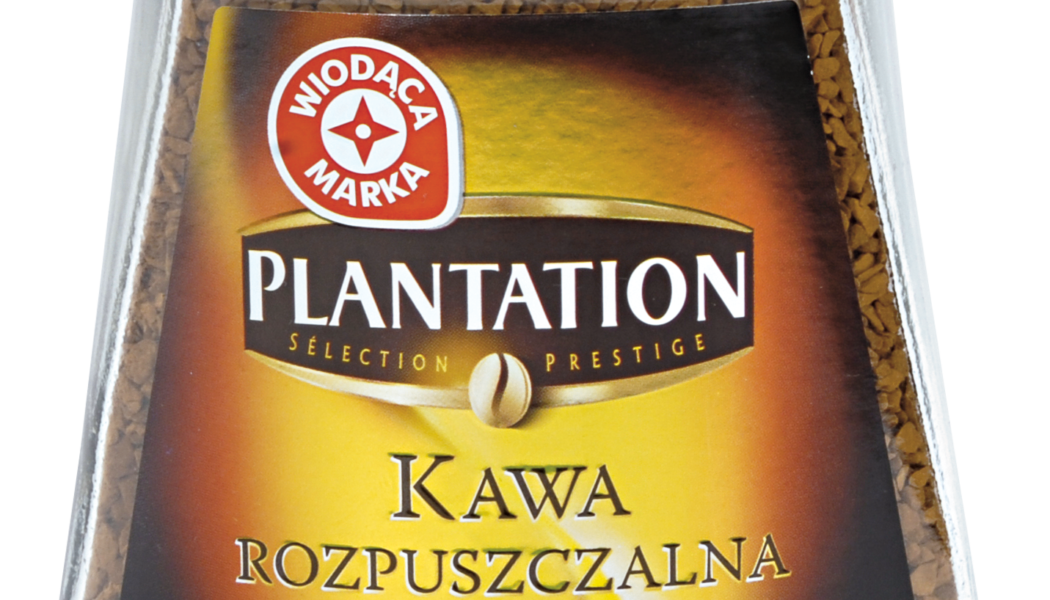 WIODĄCA
MARKA
PLANTATION
SÉLECTION PRESTIGE
KAWA
ROZPUSZCZALNA